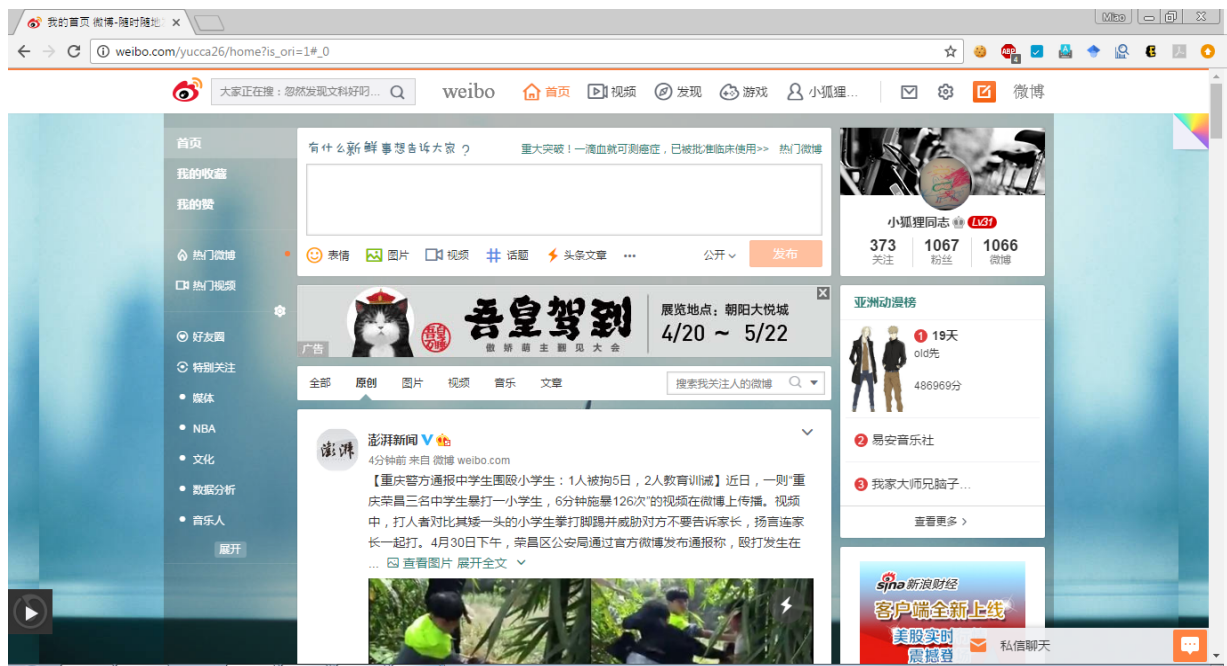 我的首页 微博-随时随地
Miao
weibo.com/yucca26/home?is_ori=1#_0
大家正在搜：忽然发现文科好叼...
weibo
首页
视频
发现
游戏
小狐狸...
微博
首页
我的收藏
我的赞
热门微博
热门视频
好友圈
特别关注
媒体
NBA
文化
数据分析
音乐人
展开
有什么新鲜事想告诉大家？
重大突破！一滴血就可测癌症，已被批准临床使用>> 热门微博
表情 图片 视频 话题 头条文章 ...
公开
发布
吾皇驾到
傲娇萌主觐见大会
吾皇万睡
展览地点：朝阳大悦城
4/20 ~ 5/22
广告
全部 原创 图片 视频 音乐 文章
搜索我关注人的微博
澎湃
澎湃新闻 V
4分钟前 来自 微博 weibo.com
【重庆警方通报中学生围殴小学生：1人被拘5日，2人教育训诫】近日，一则“重
庆荣昌三名中学生暴打一小学生，6分钟施暴126次”的视频在微博上传播。视频
中，打人者对比其矮一头的小学生拳打脚踢并威胁对方不要告诉家长，扬言连家
长一起打。4月30日下午，荣昌区公安局通过官方微博发布通报称，殴打发生在
... 查看图片 展开全文
小狐狸同志 Lv31
373 1067 1066
关注 粉丝 微博
亚洲动漫榜
1 19天
old先
486969分
2 易安音乐社
3 我家大师兄脑子...
查看更多 >
sina 新浪财经
客户端全新上线
美股实时
震撼登
私信聊天
ABP
4